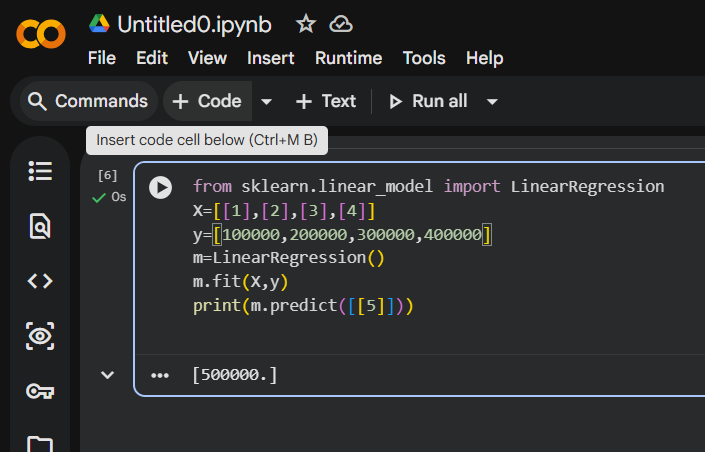 Untitled0.ipynb
File Edit View Insert Runtime Tools Help
Commands + Code + Text Run all
Insert code cell below (Ctrl+M B)
[6]
0s
from sklearn.linear_model import LinearRegression
X=[[1],[2],[3],[4]]
y=[100000,200000,300000,400000]
m=LinearRegression()
m.fit(X,y)
print(m.predict([[5]]))
[500000.]